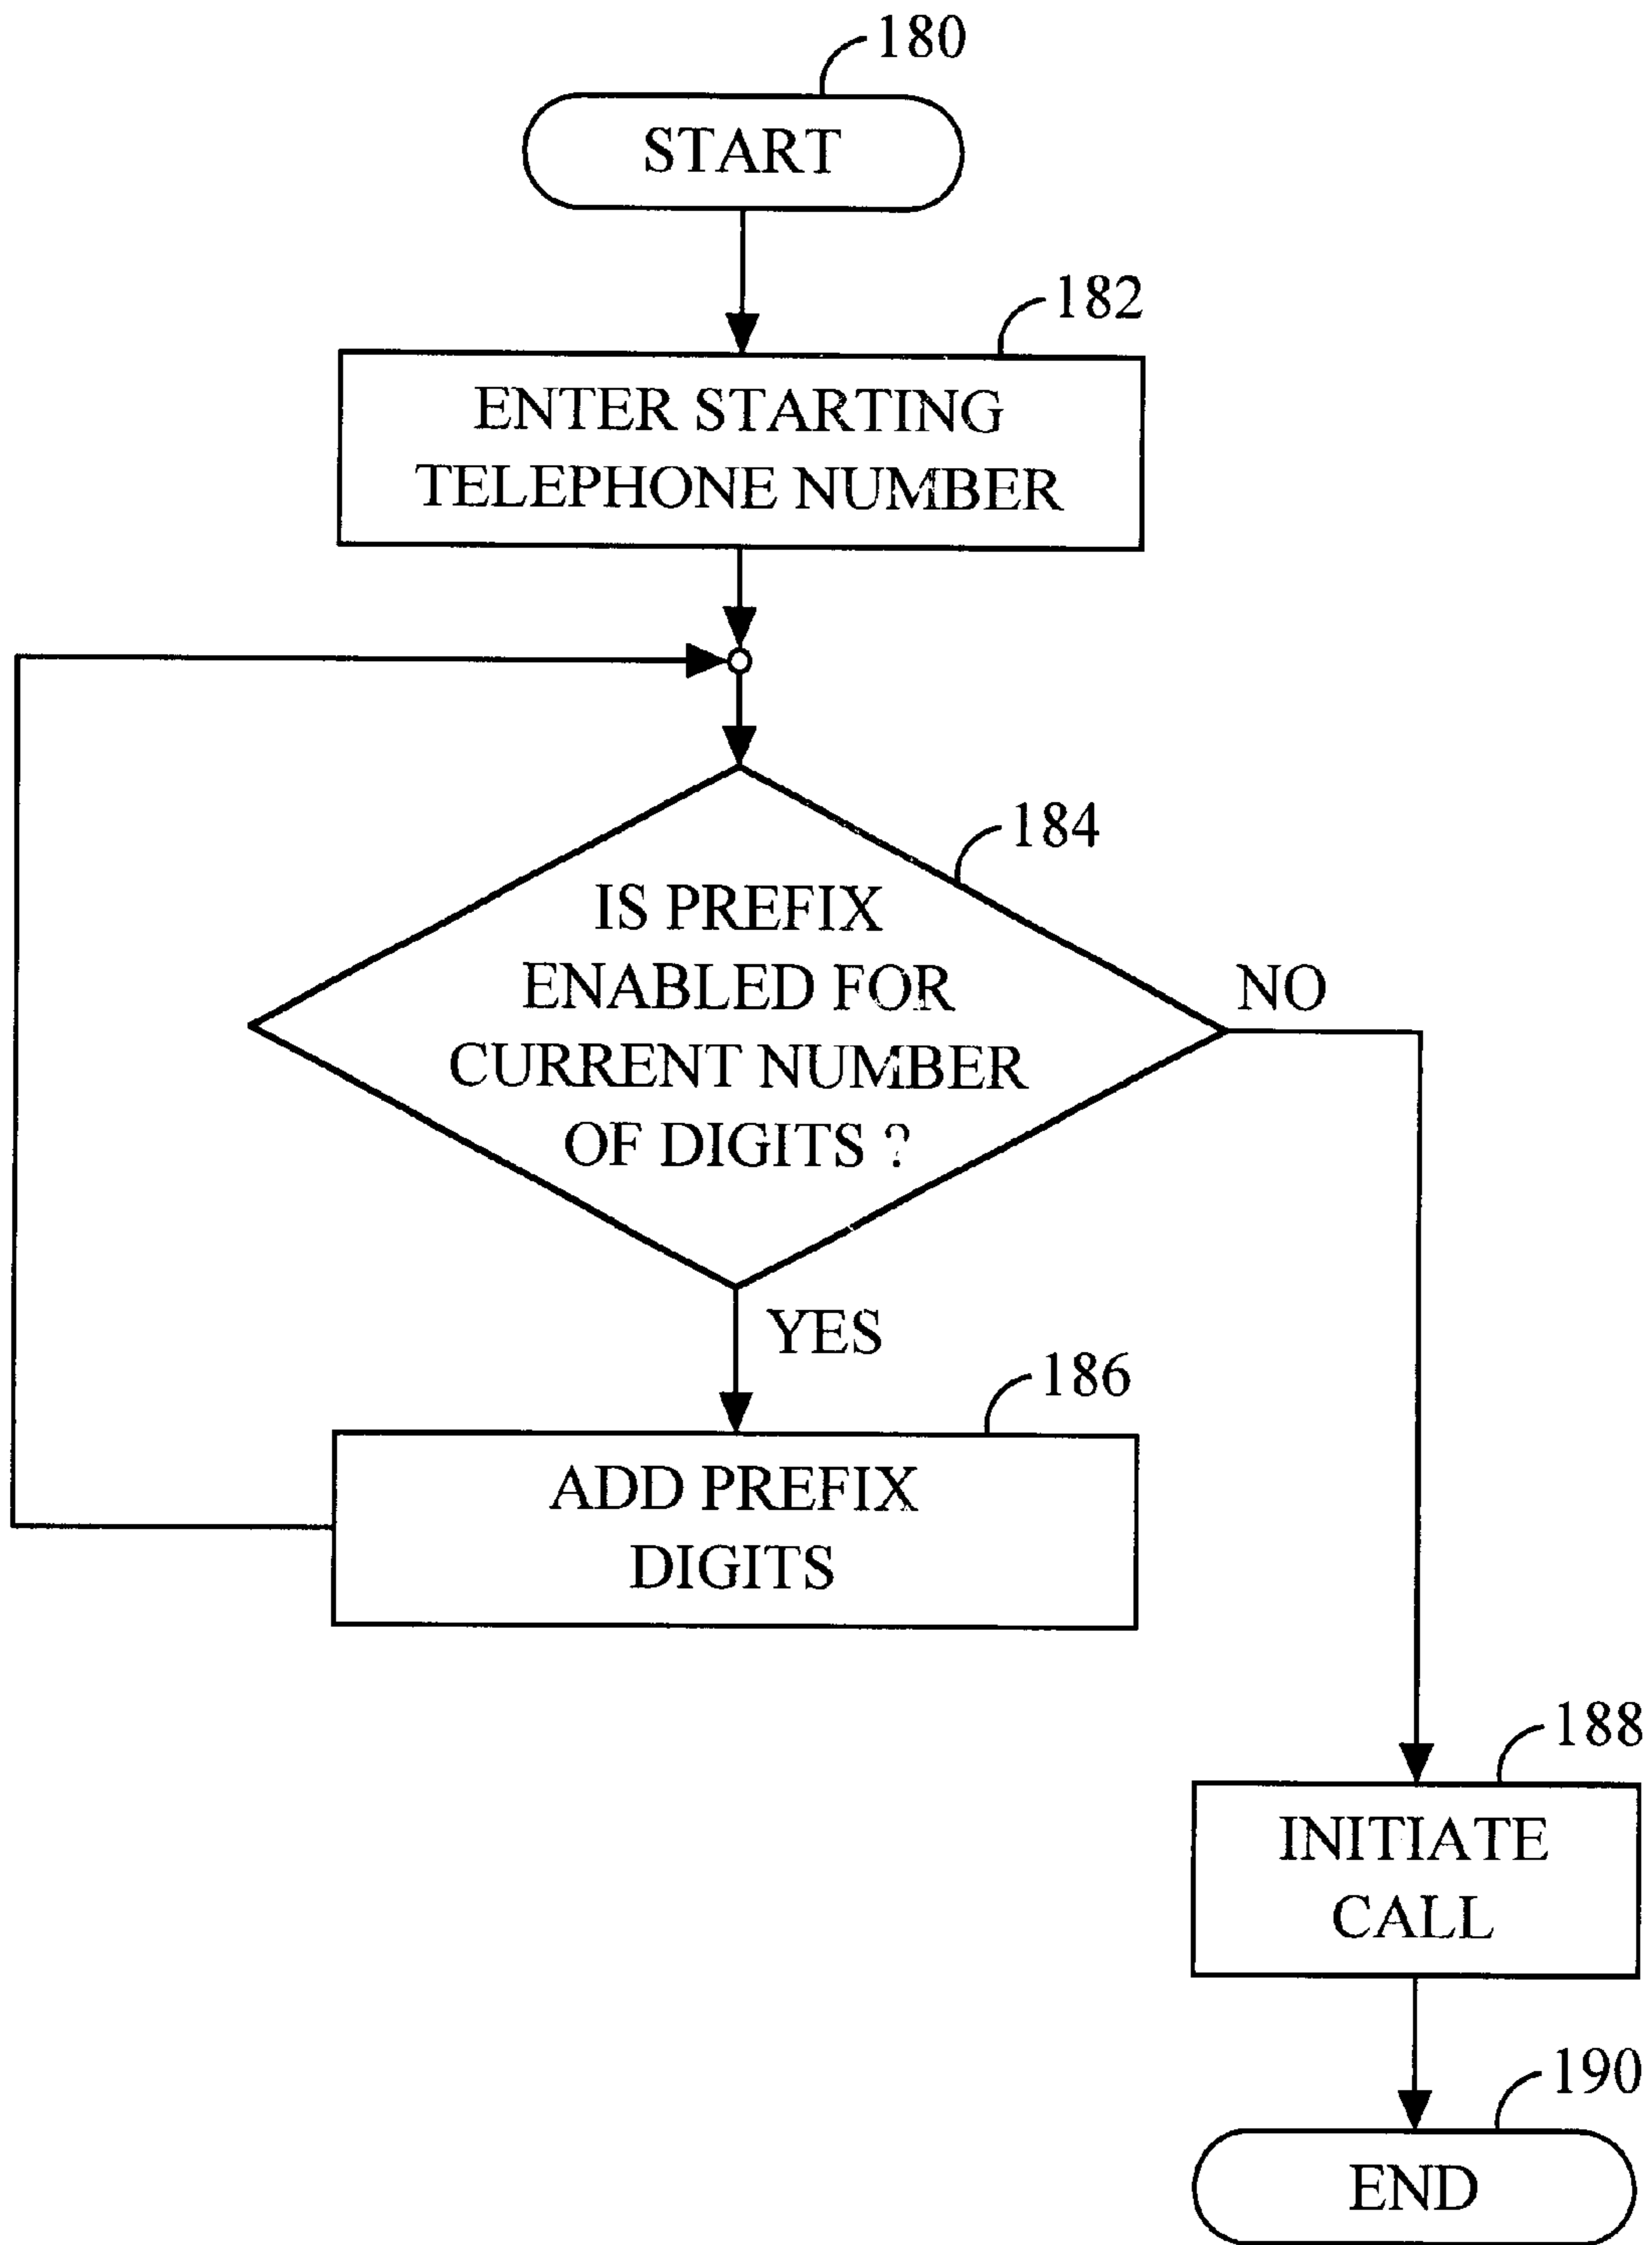 180
START
182
ENTER STARTING
TELEPHONE NUMBER
184
IS PREFIX
ENABLED FOR
CURRENT NUMBER
OF DIGITS ?
NO
YES
186
ADD PREFIX
DIGITS
188
INITIATE
CALL
190
END